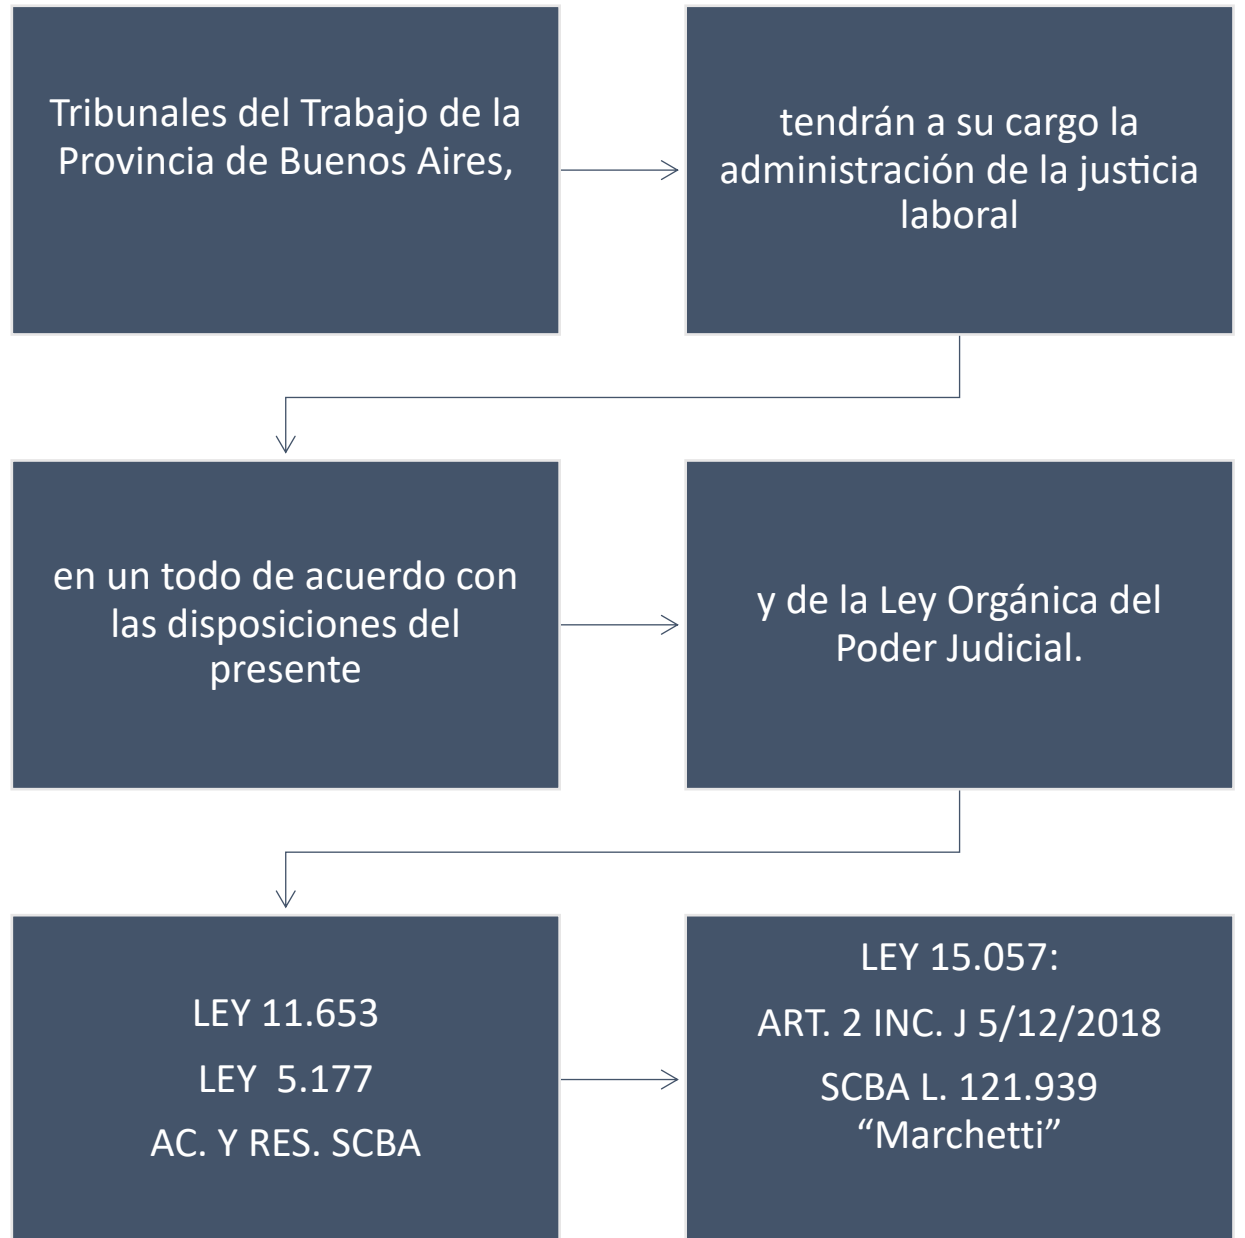 Tribunales del Trabajo de la
Provincia de Buenos Aires,
tendrán a su cargo la
administración de la justicia
laboral
en un todo de acuerdo con
las disposiciones del
presente
y de la Ley Orgánica del
Poder Judicial.
LEY 11.653
LEY 5.177
AC. Y RES. SCBA
LEY 15.057:
ART. 2 INC. J 5/12/2018
SCBA L. 121.939
“Marchetti”